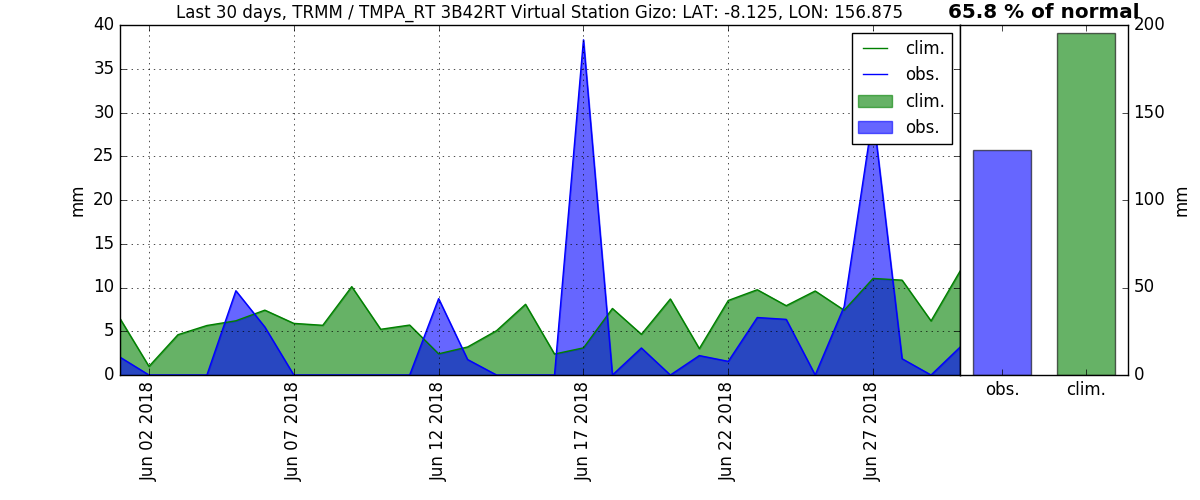 Last 30 days, TRMM / TMPA_RT 3B42RT Virtual Station Gizo: LAT: -8.125, LON: 156.875
65.8 % of normal
40
35
30
25
20
15
10
5
0
mm
clim.
obs.
clim.
obs.
Jun 02 2018
Jun 07 2018
Jun 12 2018
Jun 17 2018
Jun 22 2018
Jun 27 2018
200
150
100
50
0
mm
obs.
clim.